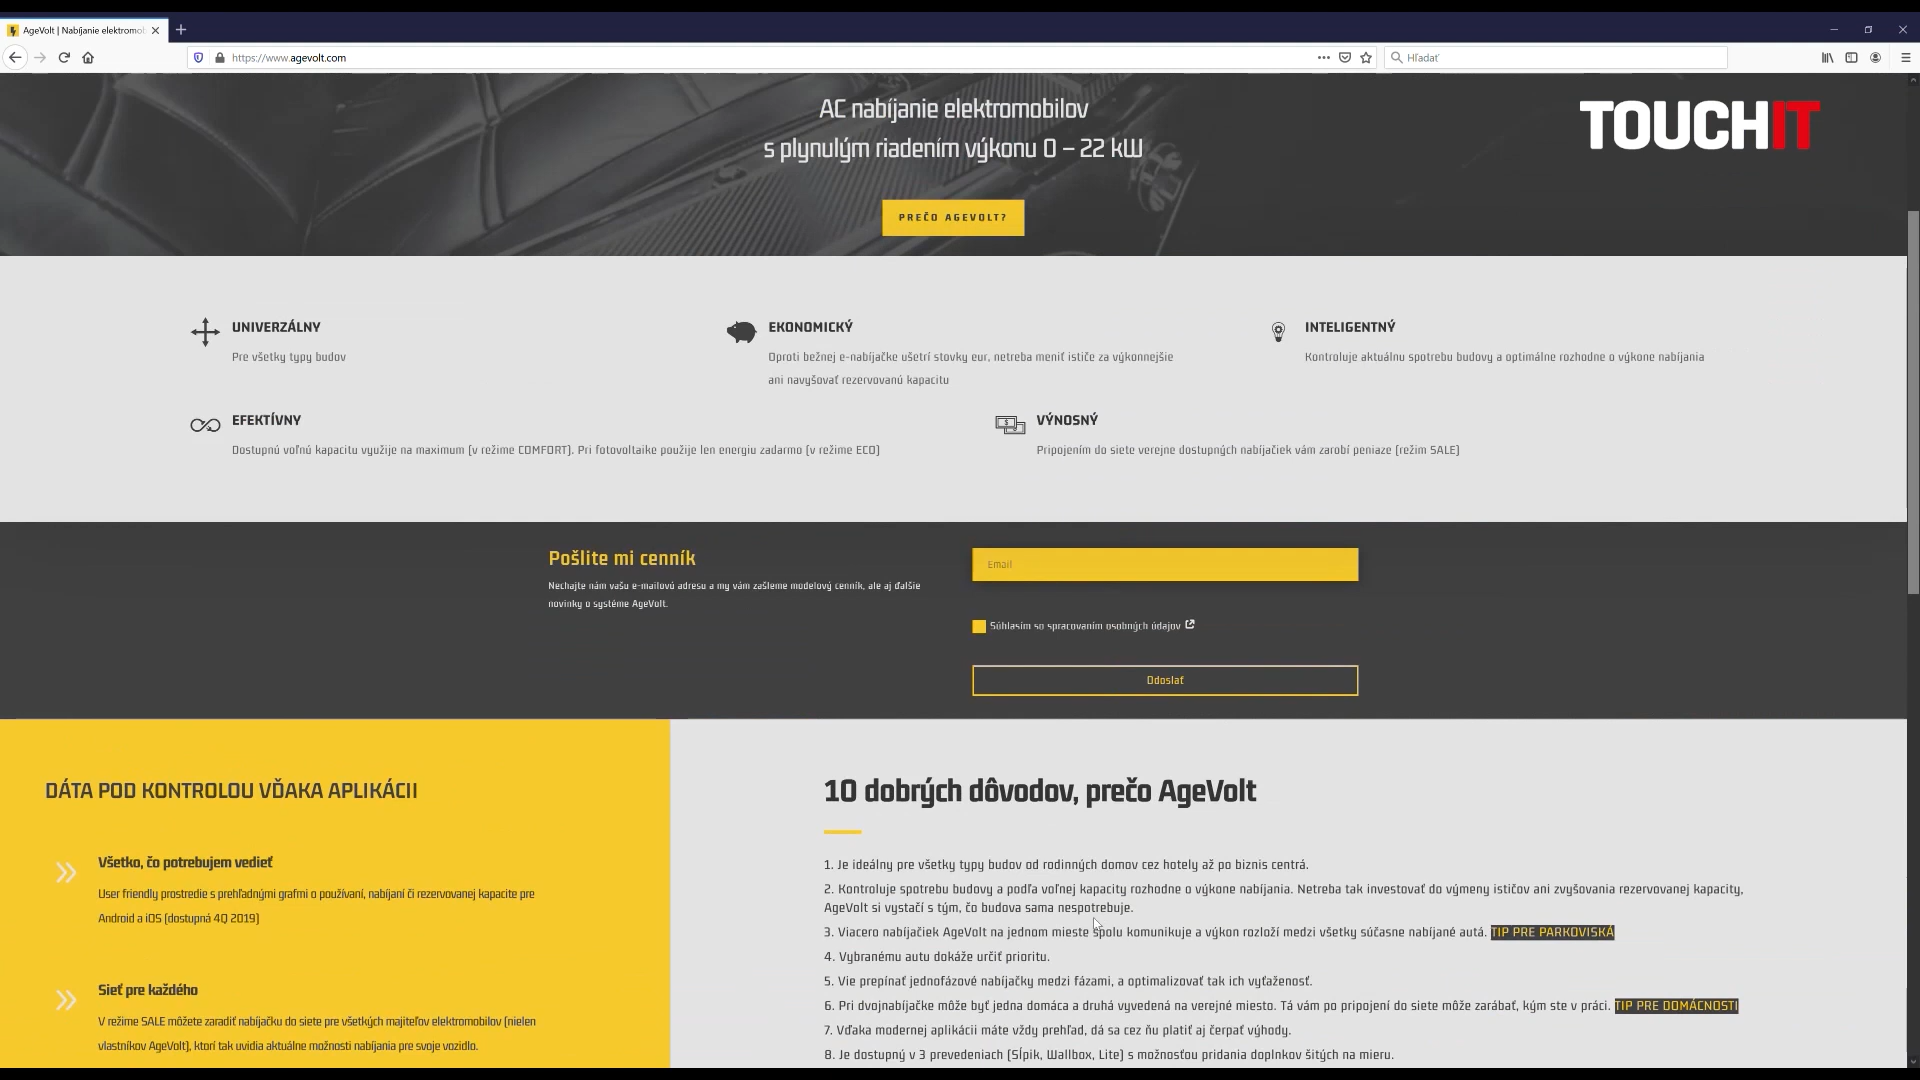 AgeVolt | Nabíjanie elektromob
https://www.agevolt.com
Hľadať
AC nabíjanie elektromobilov
s plynulým riadením výkonu 0 – 22 kW
TOUCHIT
PREČO AGEVOLT?
UNIVERZÁLNY
Pre všetky typy budov
EKONOMICKÝ
Oproti bežnej e-nabíjačke ušetrí stovky eur, netreba meniť ističe za výkonnejšie
ani navyšovať rezervovanú kapacitu
INTELIGENTNÝ
Kontroluje aktuálnu spotrebu budovy a optimálne rozhodne o výkone nabíjania
EFEKTÍVNY
Dostupnú voľnú kapacitu využije na maximum (v režime COMFORT). Pri fotovoltaike použije len energiu zadarmo (v režime ECO)
VÝNOSNÝ
Pripojením do siete verejne dostupných nabíjačiek vám zarobí peniaze (režim SALE)
Pošlite mi cenník
Nechajte nám vašu e-mailovú adresu a my vám zašleme modelový cenník, ale aj ďalšie
novinky o systéme AgeVolt.
Email
Súhlasím so spracovaním osobných údajov
Odoslať
DÁTA POD KONTROLOU VĎAKA APLIKÁCII
Všetko, čo potrebujem vedieť
User friendly prostredie s prehľadnými grafmi o používaní, nabíjaní či rezervovanej kapacite pre
Android a iOS (dostupná 4Q 2019)
Sieť pre každého
V režime SALE môžete zaradiť nabíjačku do siete pre všetkých majiteľov elektromobilov (nielen
vlastníkov AgeVolt), ktorí tak uvidia aktuálne možnosti nabíjania pre svoje vozidlo.
10 dobrých dôvodov, prečo AgeVolt
1. Je ideálny pre všetky typy budov od rodinných domov cez hotely až po biznis centrá.
2. Kontroluje spotrebu budovy a podľa voľnej kapacity rozhodne o výkone nabíjania. Netreba tak investovať do výmeny ističov ani zvyšovania rezervovanej kapacity,
AgeVolt si vystačí s tým, čo budova sama nespotrebuje.
3. Viacero nabíjačiek AgeVolt na jednom mieste spolu komunikuje a výkon rozloží medzi všetky súčasne nabíjané autá. TIP PRE PARKOVISKÁ
4. Vybranému autu dokáže určiť prioritu.
5. Vie prepínať jednofázové nabíjačky medzi fázami, a optimalizovať tak ich vyťaženosť.
6. Pri dvojnabíjačke môže byť jedna domáca a druhá vyvedená na verejné miesto. Tá vám po pripojení do siete môže zarábať, kým ste v práci. TIP PRE DOMÁCNOSTI
7. Vďaka modernej aplikácii máte vždy prehľad, dá sa cez ňu platiť aj čerpať výhody.
8. Je dostupný v 3 prevedeniach (Stĺpik, Wallbox, Lite) s možnosťou pridania doplnkov šitých na mieru.